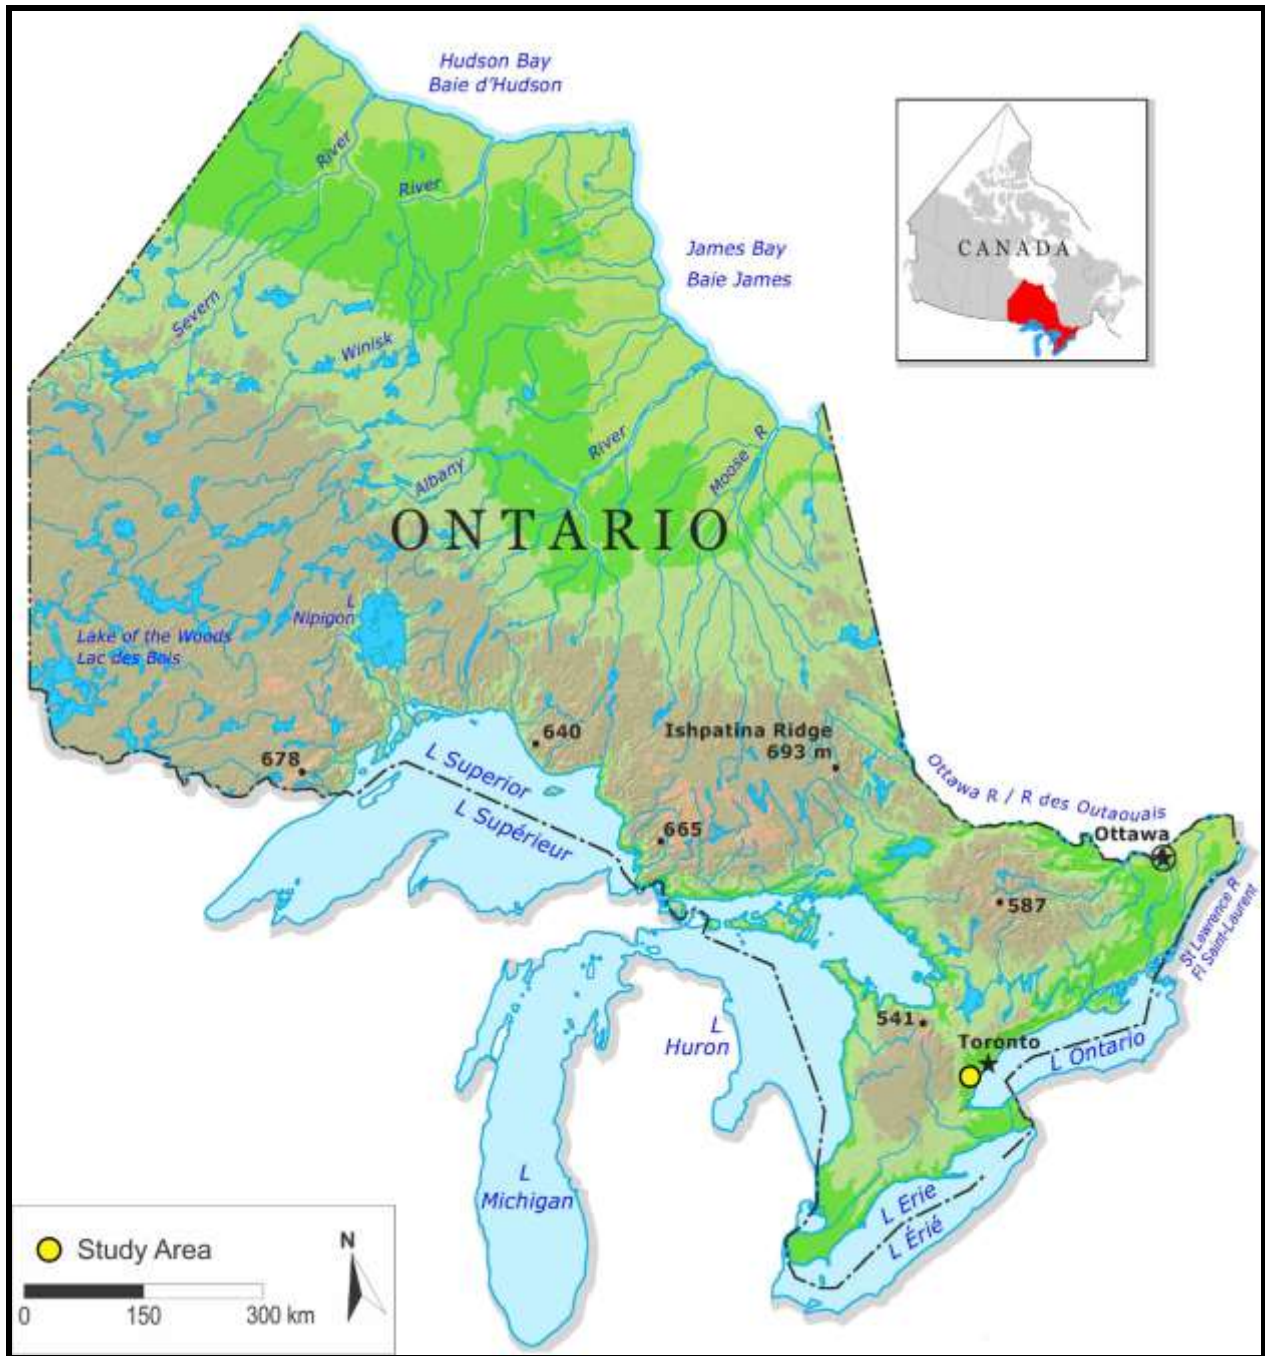 Hudson Bay
Baie d'Hudson
River
River
James Bay
Baie James
CANADA
Severn
Winisk
Albany
River
Moose R
ONTARIO
L
Nipigon
Lake of the Woods
Lac des Bois
678
640
Ishpatina Ridge
693 m
L Superior
L Supérieur
665
Ottawa R / R des Outaouais
Ottawa
587
St Lawrence R
Fl Saint-Laurent
541
Toronto
L Ontario
L
Huron
L
Michigan
L Erie
L Érié
Study Area
N
0 150 300 km